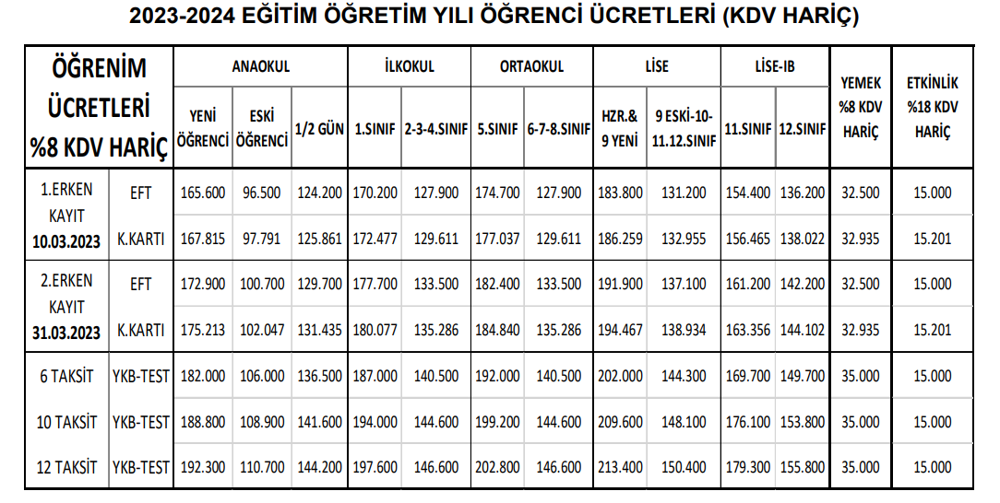 2023-2024 EĞİTİM ÖĞRETİM YILI ÖĞRENCİ ÜCRETLERİ (KDV HARİÇ)
ÖĞRENİM ÜCRETLERİ %8 KDV HARİÇ
ANAOKUL İLKOKUL ORTAOKUL LİSE LİSE-IB YEMEK %8 KDV HARİÇ ETKİNLİK %18 KDV HARİÇ
YENİ ÖĞRENCİ ESKİ ÖĞRENCİ 1/2 GÜN 1.SINIF 2-3-4.SINIF 5.SINIF 6-7-8.SINIF HZR.& 9 YENİ 9 ESKİ-10-11.12.SINIF 11.SINIF 12.SINIF
1.ERKEN KAYIT 10.03.2023
EFT 165.600 96.500 124.200 170.200 127.900 174.700 127.900 183.800 131.200 154.400 136.200 32.500 15.000
K.KARTI 167.815 97.791 125.861 172.477 129.611 177.037 129.611 186.259 132.955 156.465 138.022 32.935 15.201
2.ERKEN KAYIT 31.03.2023
EFT 172.900 100.700 129.700 177.700 133.500 182.400 133.500 191.900 137.100 161.200 142.200 32.500 15.000
K.KARTI 175.213 102.047 131.435 180.077 135.286 184.840 135.286 194.467 138.934 163.356 144.102 32.935 15.201
6 TAKSİT YKB-TEST 182.000 106.000 136.500 187.000 140.500 192.000 140.500 202.000 144.300 169.700 149.700 35.000 15.000
10 TAKSİT YKB-TEST 188.800 108.900 141.600 194.000 144.600 199.200 144.600 209.600 148.100 176.100 153.800 35.000 15.000
12 TAKSİT YKB-TEST 192.300 110.700 144.200 197.600 146.600 202.800 146.600 213.400 150.400 179.300 155.800 35.000 15.000